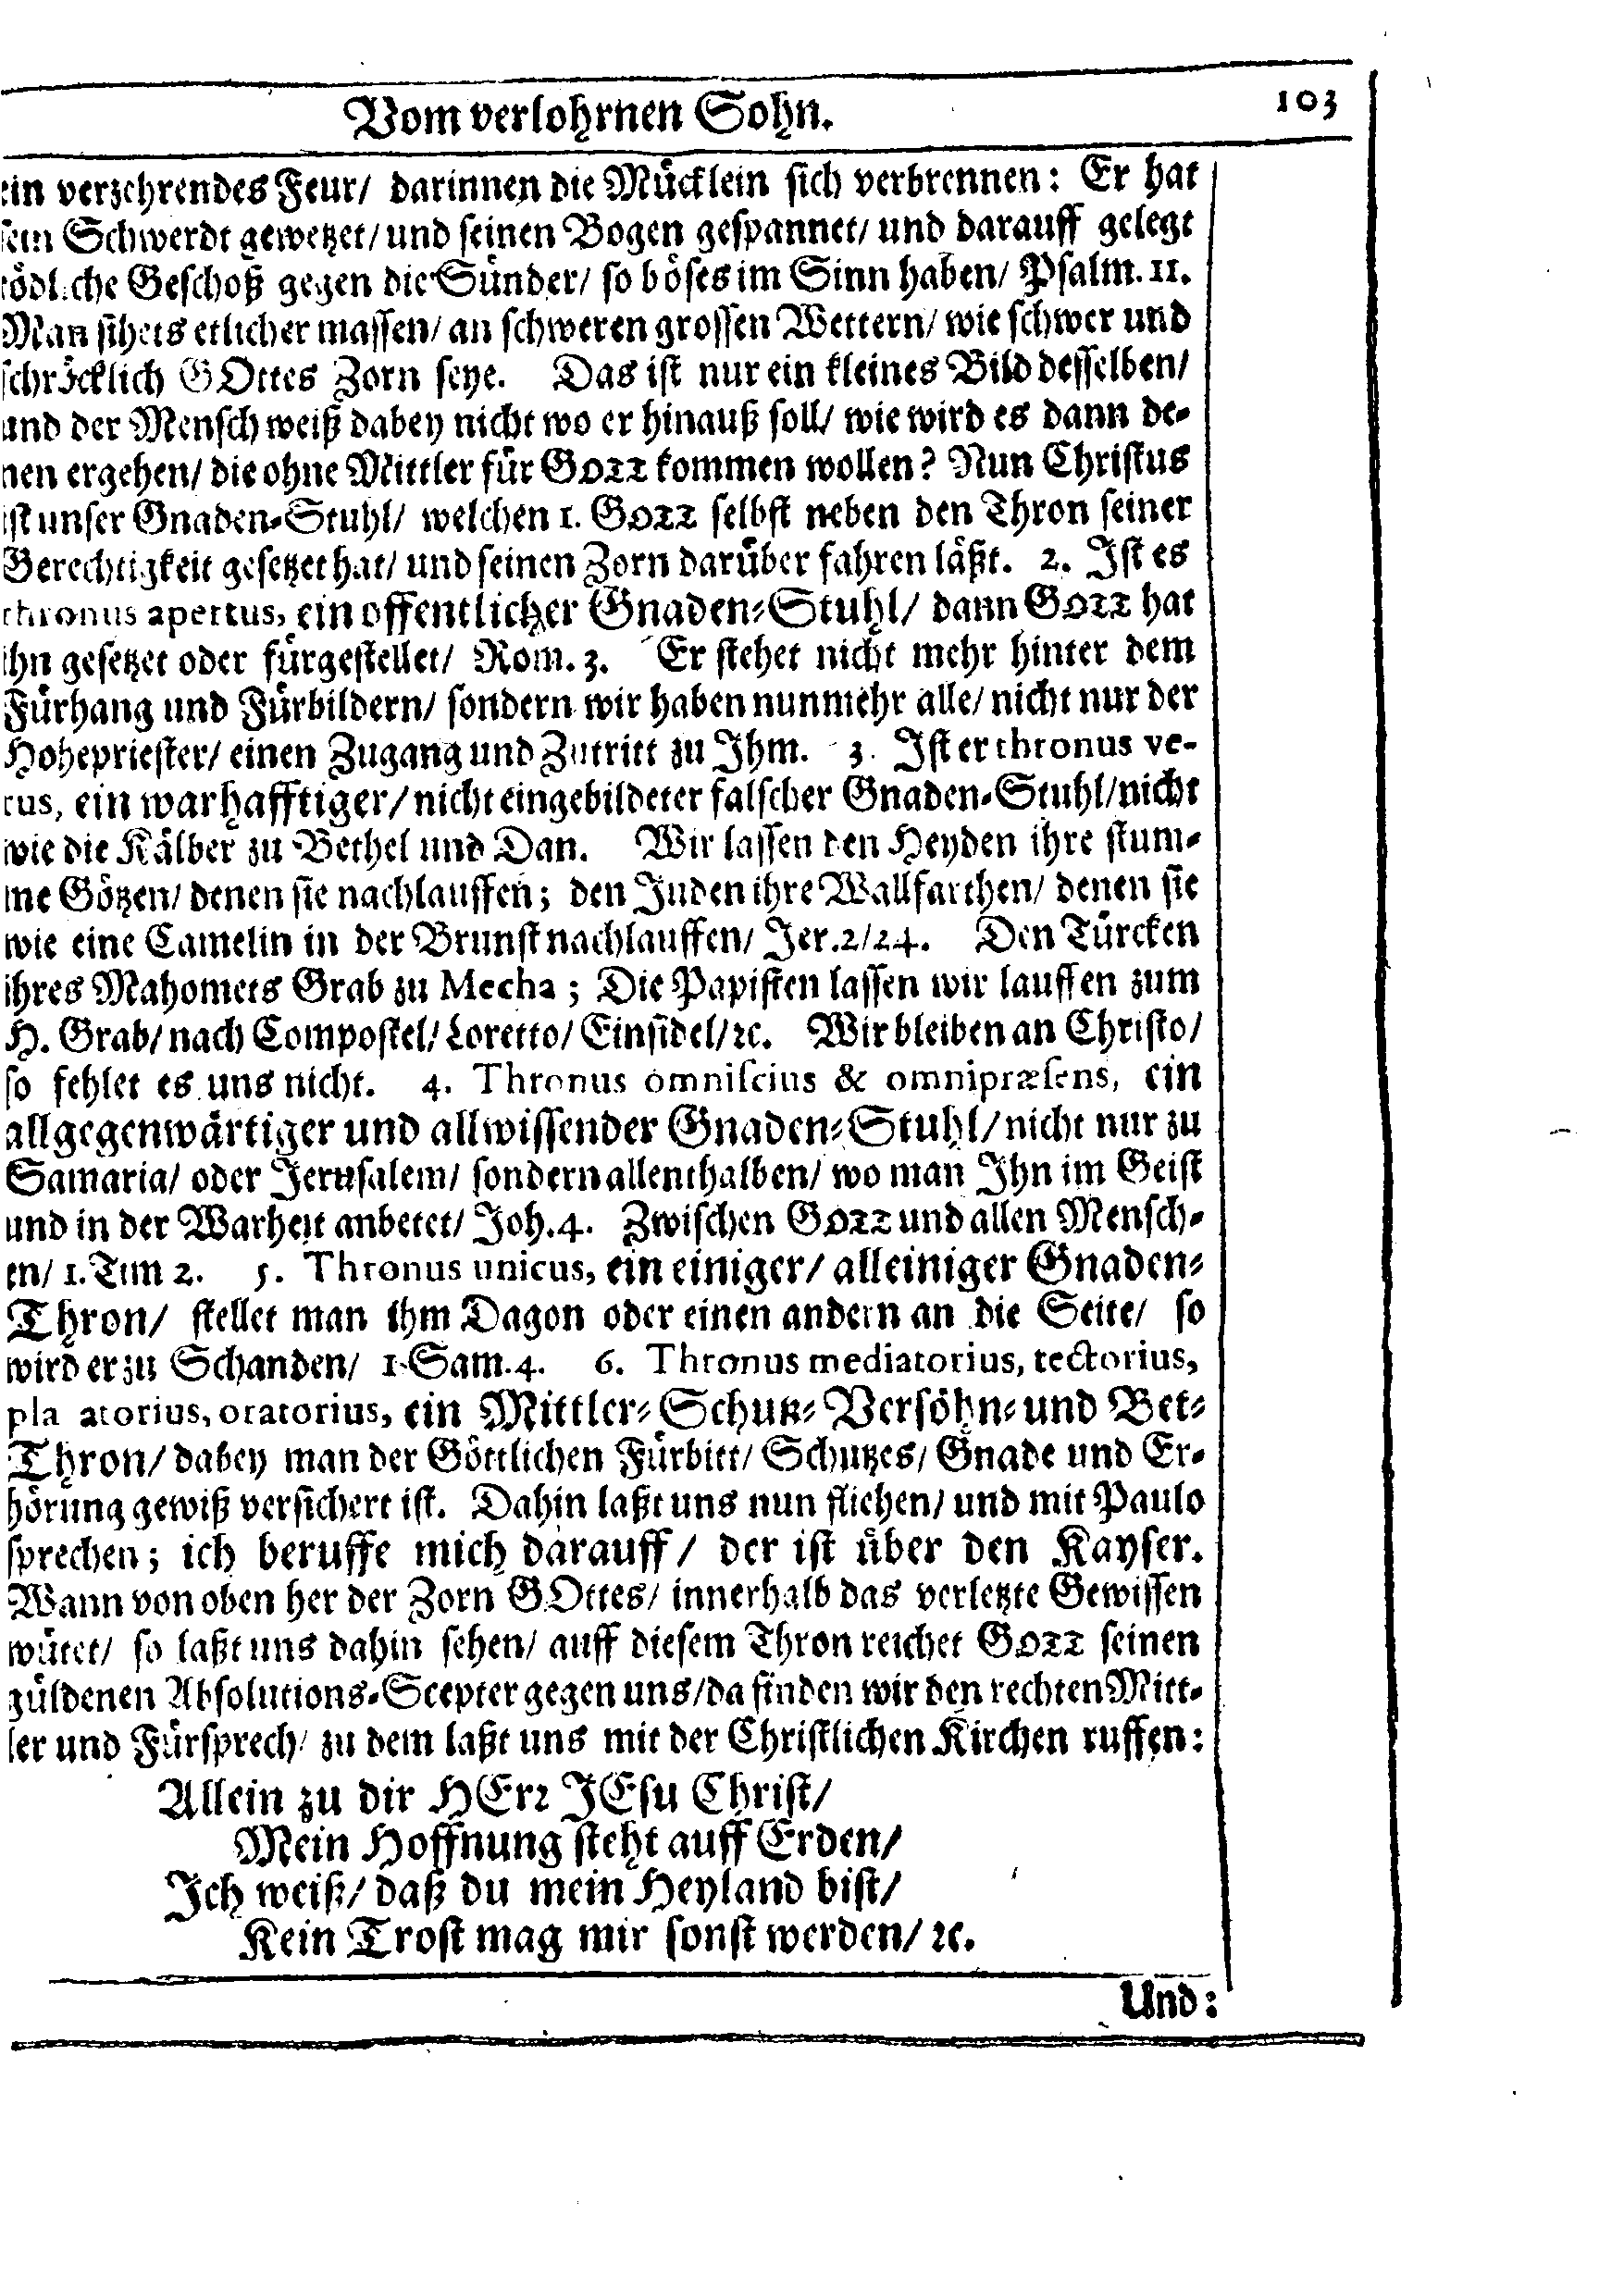 Vom verlohrnen Sohn.
103
ein verzehrendes Feur/ darinnen die Mücklein sich verbrennen: Er hat
sein Schwerdt gewetzet/ und seinen Bogen gespannet/ und darauff gelegt
tödliche Geschoß gegen die Sünder/ so böses im Sinn haben/ Psalm. 11.
Man sihets etlicher massen/ an schweren grossen Wettern/ wie schwer und
schröcklich GOttes Zorn seye. Das ist nur ein kleines Bild desselben/
und der Mensch weiß dabey nicht wo er hinauß soll/ wie wird es dann de-
nen ergehen/ die ohne Mittler für GOTT kommen wollen? Nun Christus
ist unser Gnaden-Stuhl/ welchen 1. GOTT selbst neben den Thron seiner
Gerechtigkeit gesetzet hat/ und seinen Zorn darüber fahren läßt. 2. Ist es
thronus apertus, ein offentlicher Gnaden-Stuhl/ dann GOTT hat
ihn gesetzet oder fürgestellet/ Rom. 3. Er stehet nicht mehr hinter dem
Fürhang und Fürbildern/ sondern wir haben nunmehr alle/ nicht nur der
Hohepriester/ einen Zugang und Zutritt zu Ihm. 3. Ist er thronus ve-
rus, ein warhafftiger/ nicht eingebildeter falscher Gnaden-Stuhl/ nicht
wie die Kälber zu Bethel und Dan. Wir lassen den Heyden ihre stum-
me Götzen/ denen sie nachlauffen; den Juden ihre Wallfarthen/ denen sie
wie eine Camelin in der Brunst nachlauffen/ Jer. 2/24. Den Türcken
ihres Mahomets Grab zu Mecha; Die Papisten lassen wir lauffen zum
H. Grab/ nach Compostel/ Loretto/ Einsidel/ ꝛc. Wir bleiben an Christo/
so fehlet es uns nicht. 4. Thronus omniscius & omnipræsens, ein
allgegenwärtiger und allwissender Gnaden-Stuhl/ nicht nur zu
Samaria/ oder Jerusalem/ sondern allenthalben/ wo man Ihn im Geist
und in der Warheit anbetet/ Joh. 4. Zwischen GOTT und allen Mensch-
en/ 1. Tim 2. 5. Thronus unicus, ein einiger/ alleiniger Gnaden-
Thron/ stellet man ihm Dagon oder einen andern an die Seite/ so
wird er zu Schanden/ 1. Sam. 4. 6. Thronus mediatorius, tectorius,
pla atorius, oratorius, ein Mittler- Schutz- Versöhn- und Bet-
Thron/ dabey man der Göttlichen Fürbitt/ Schutzes/ Gnade und Er-
hörung gewiß versichert ist. Dahin laßt uns nun fliehen/ und mit Paulo
sprechen; ich beruffe mich darauff/ der ist über den Kayser.
Wann von oben her der Zorn GOttes/ innerhalb das verletzte Gewissen
wütet/ so laßt uns dahin sehen/ auff diesem Thron reichet GOTT seinen
güldenen Absolutions-Scepter gegen uns/ da finden wir den rechten Mitt-
ler und Fürsprech/ zu dem laßt uns mit der Christlichen Kirchen ruffen:
Allein zu dir HErr JEsu Christ/
Mein Hoffnung steht auff Erden/
Ich weiß/ daß du mein Heyland bist/
Kein Trost mag mir sonst werden/ ꝛc.
Und: